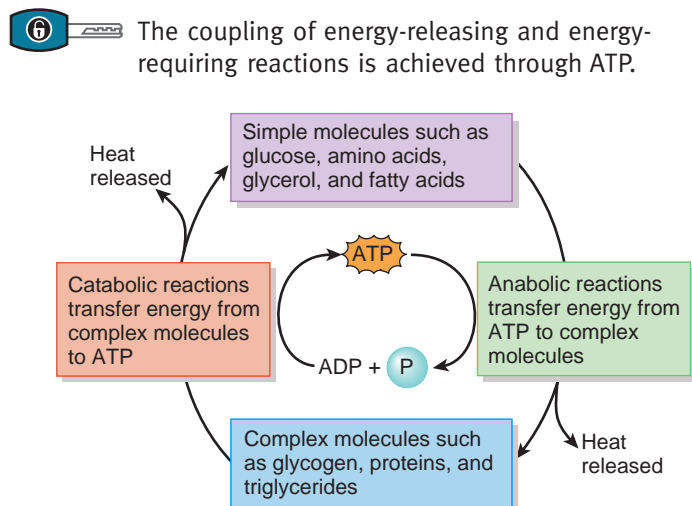 The coupling of energy-releasing and energy-
requiring reactions is achieved through ATP.
Simple molecules such as
glucose, amino acids,
glycerol, and fatty acids
Heat
released
ATP
Catabolic reactions
transfer energy from
complex molecules
to ATP
Anabolic reactions
transfer energy from
ATP to complex
molecules
ADP + P
Complex molecules such
as glycogen, proteins, and
triglycerides
Heat
released